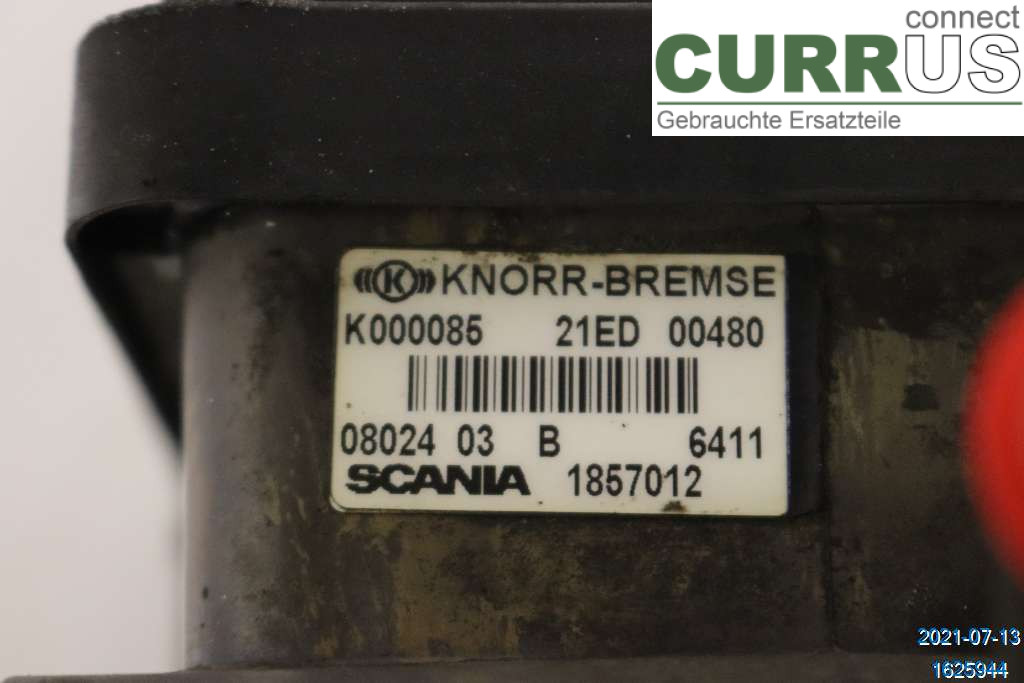 connect
CURRUS
Gebrauchte Ersatzteile
K KNORR-BREMSE
K000085 21ED 00480
08024 03 B 6411
SCANIA 1857012
2021-07-13
1625944